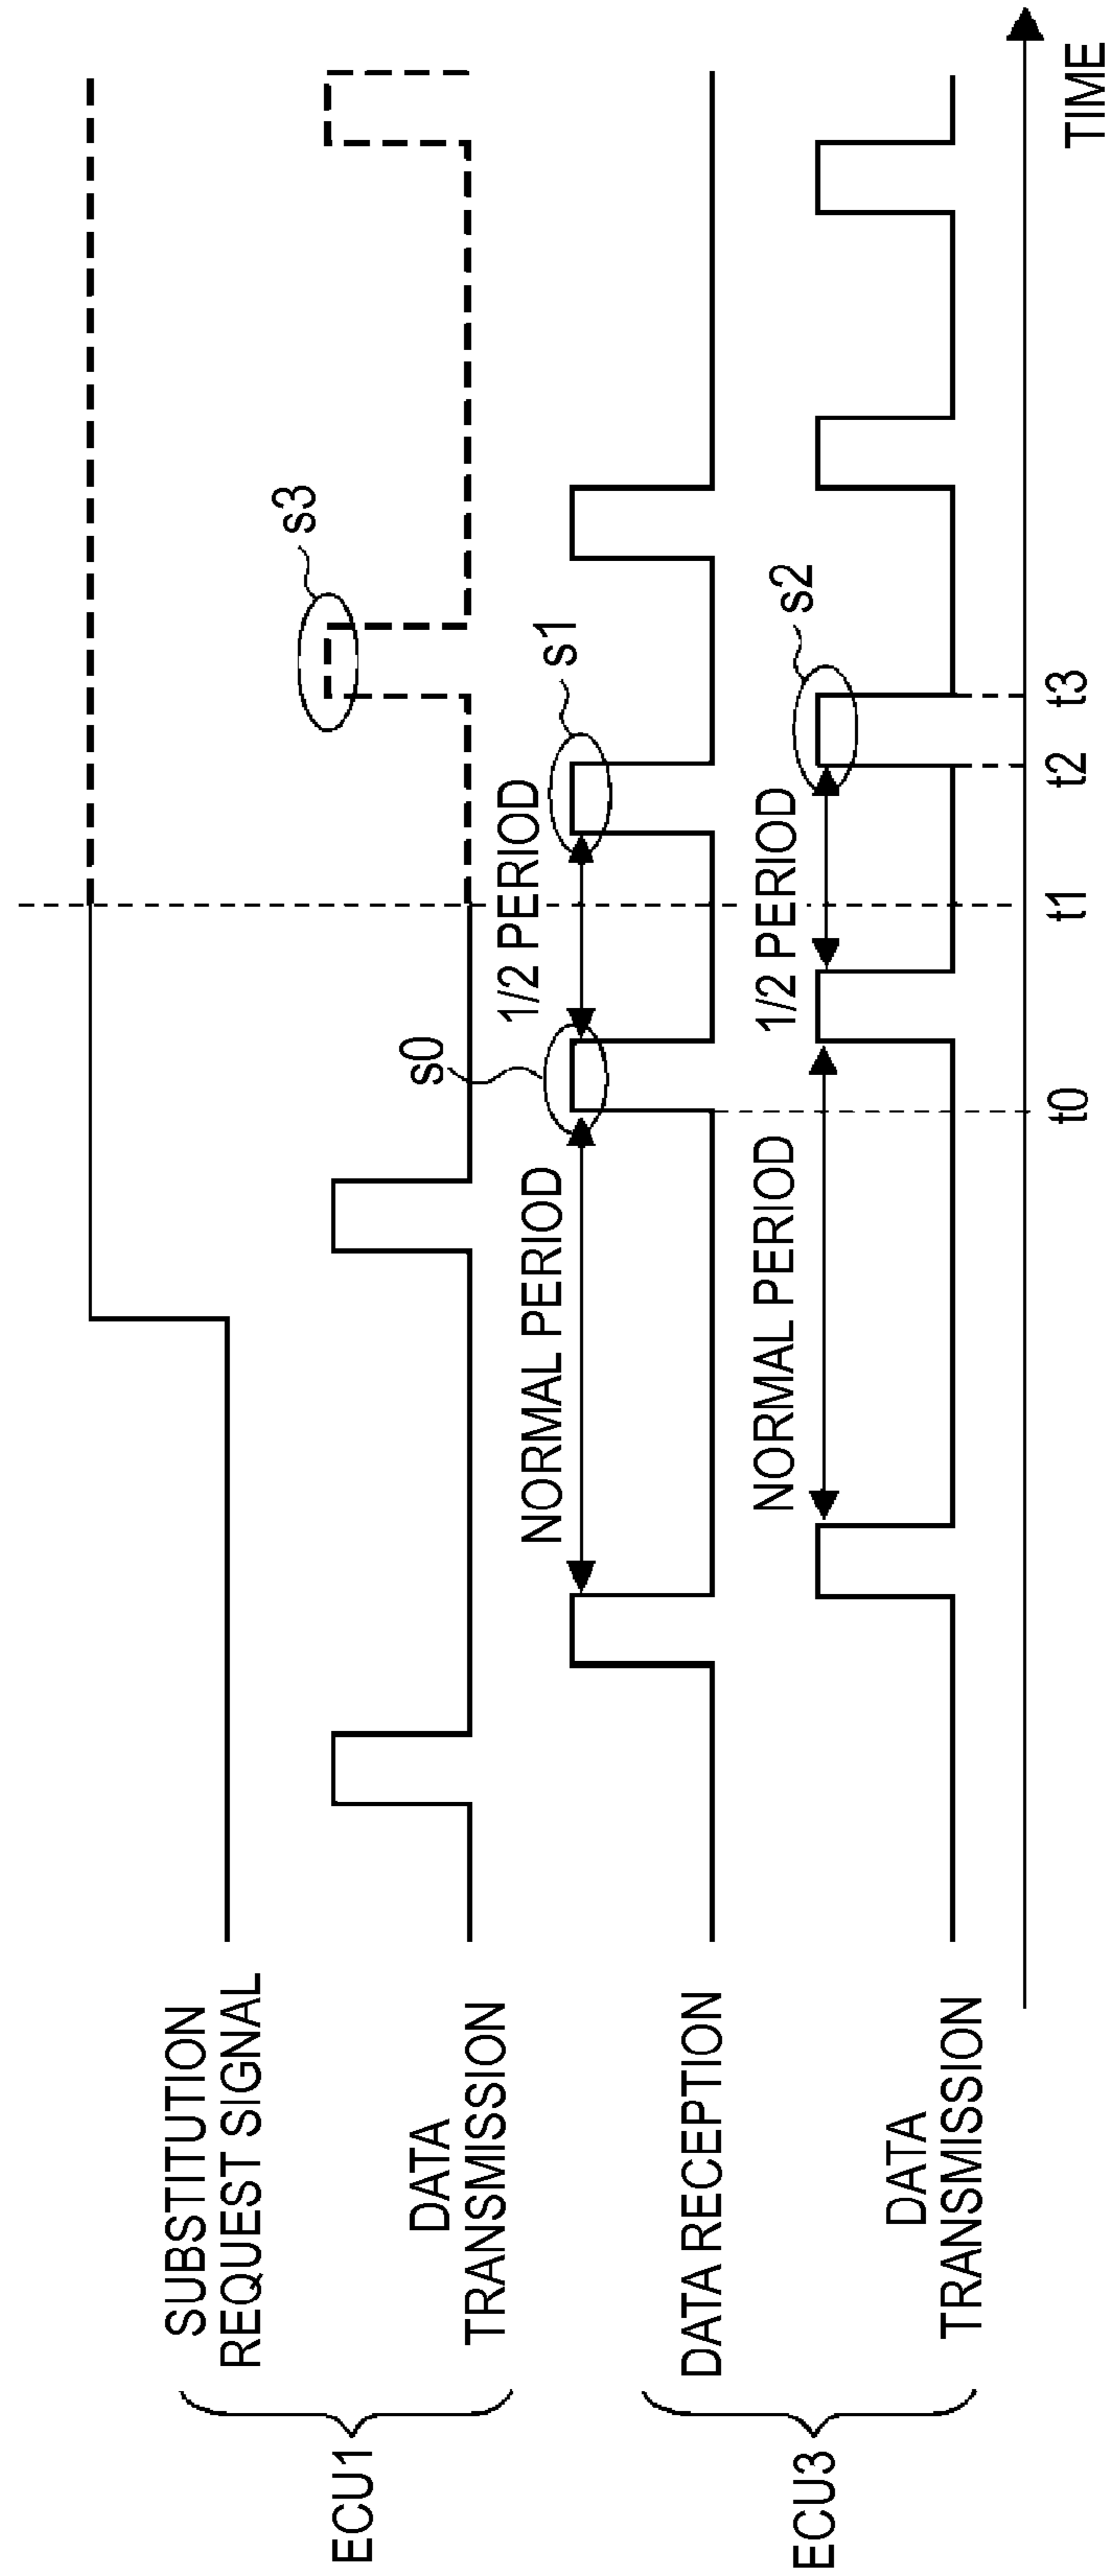 ECU1
SUBSTITUTION
REQUEST SIGNAL
DATA
TRANSMISSION
s3
ECU3
DATA RECEPTION
NORMAL PERIOD
s0
1/2 PERIOD
s1
DATA
TRANSMISSION
NORMAL PERIOD
1/2 PERIOD
s2
t0
t1
t2
t3
TIME